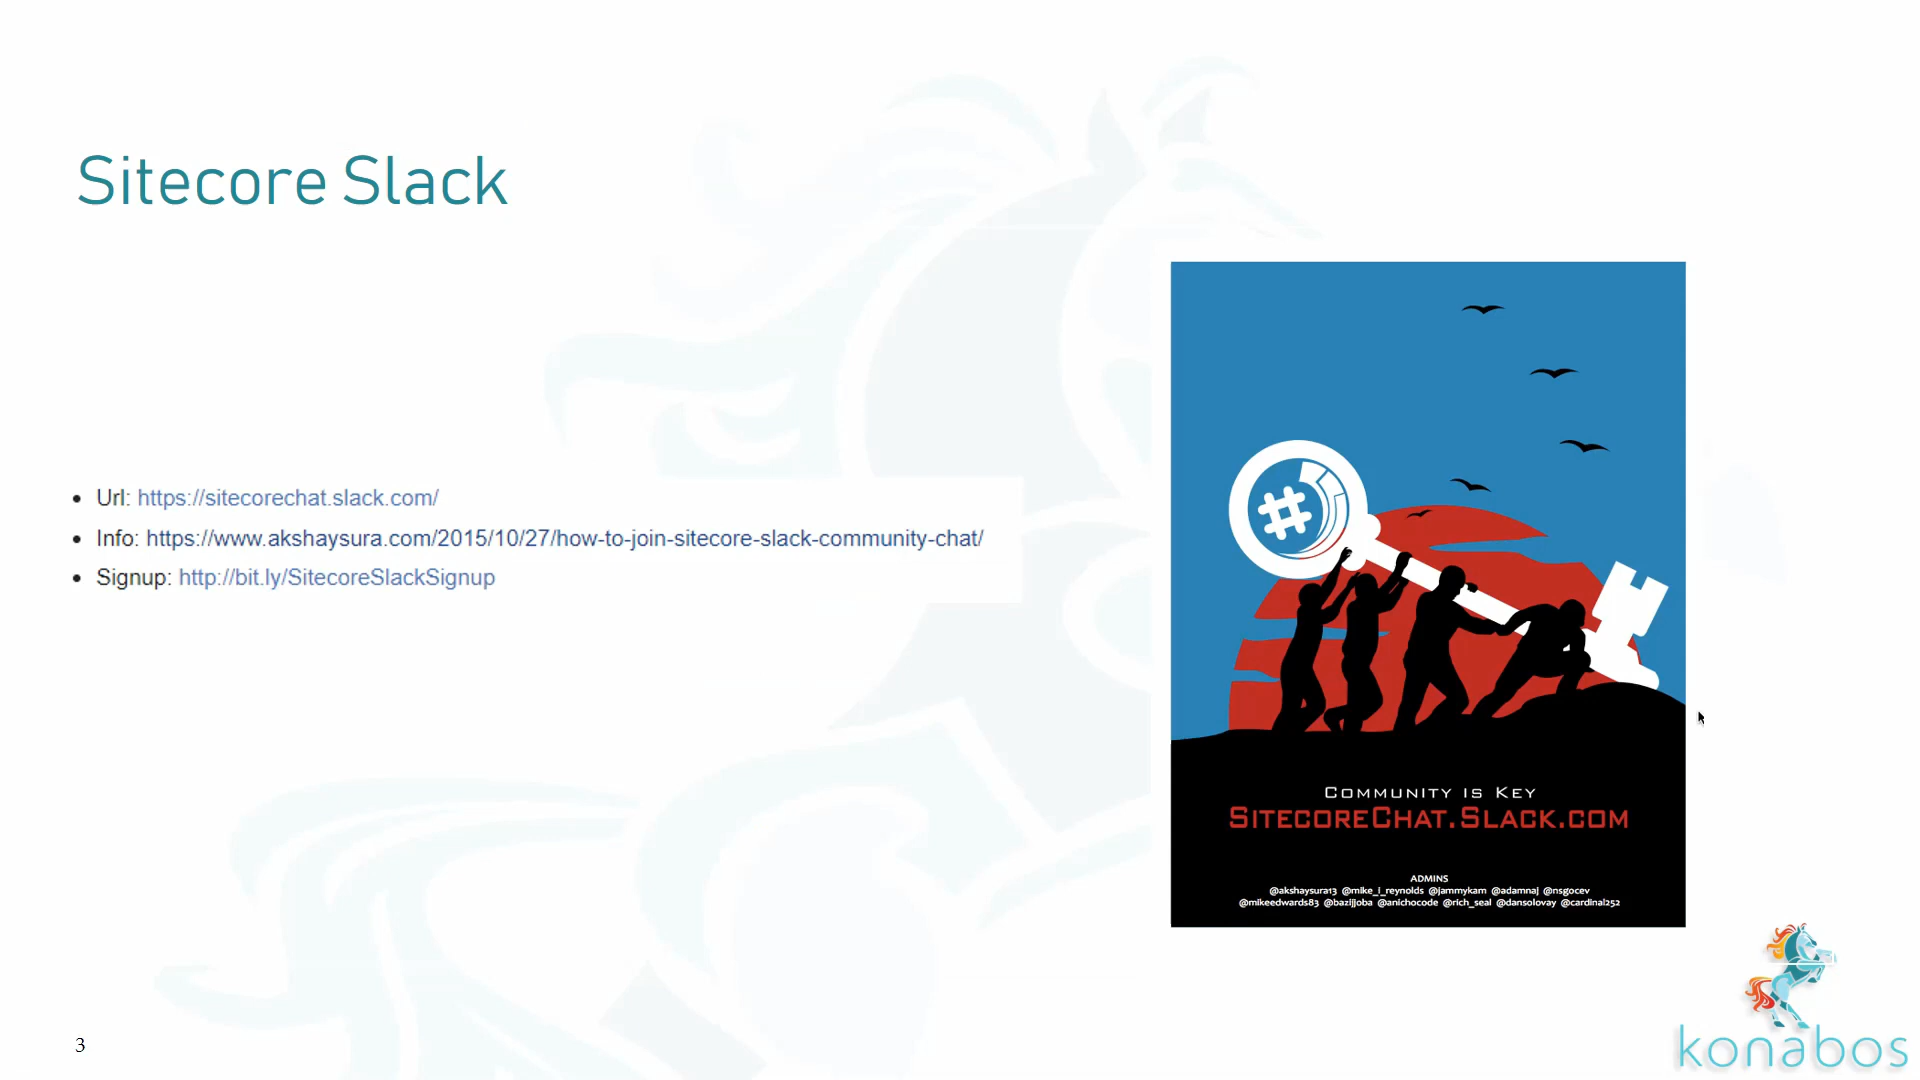 Sitecore Slack
• Url: https://sitecorechat.slack.com/
• Info: https://www.akshaysura.com/2015/10/27/how-to-join-sitecore-slack-community-chat/
• Signup: http://bit.ly/SitecoreSlackSignup
#
Community is Key
SitecoreChat.Slack.com
ADMINS
@akshaysura13 @mike_i_reynolds @jammykam @adamnaj @nsgocev
@mikeedwards83 @bazijoba @anichocode @rich_seal @dansolovay @cardinal252
3
konabos